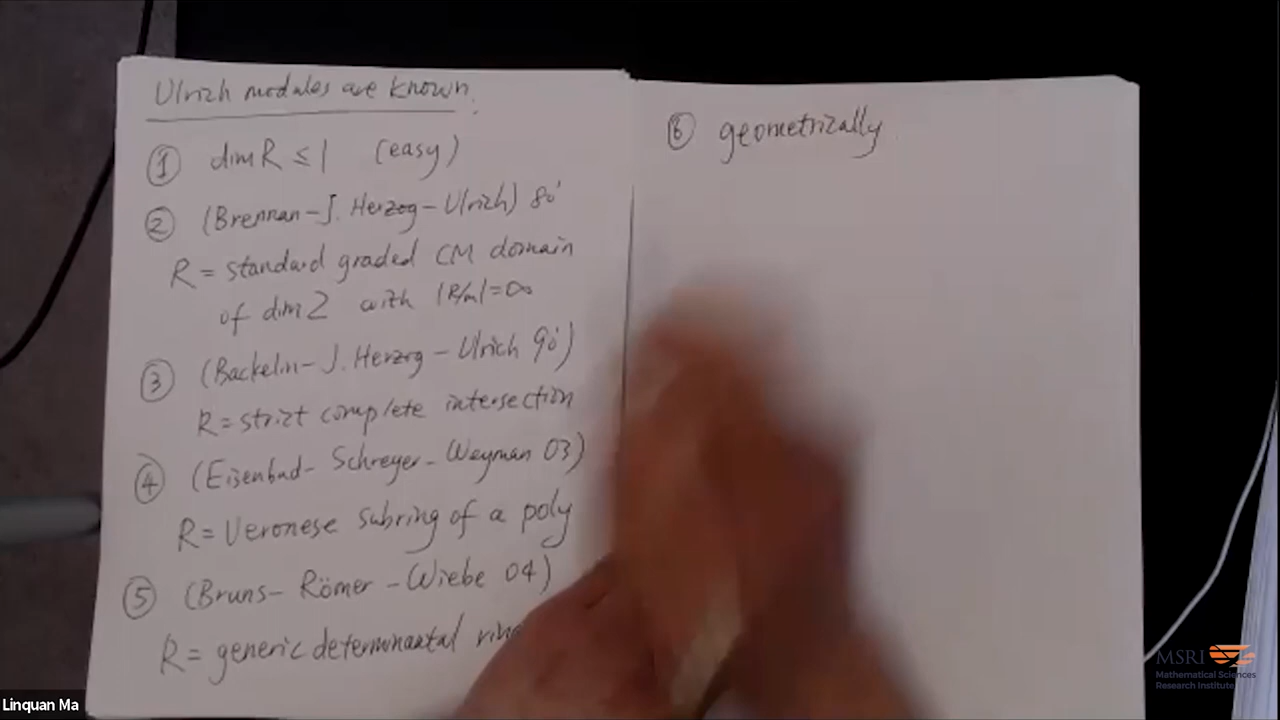 Ulrich modules are known.
① dim R ≤ 1 (easy)
② (Brennan-J. Herzog-Ulrich) 80'
R = standard graded CM domain
of dim 2 with |R/m|=∞
③ (Backelin-J. Herzog-Ulrich 90')
R = strict complete intersection
④ (Eisenbud-Schreyer-Weyman 03)
R = Veronese subring of a poly
⑤ (Bruns-Römer-Wiebe 04)
R = generic determinantal
⑥ geometrically
MSRI
Mathematical Sciences
Research Institute
Linquan Ma